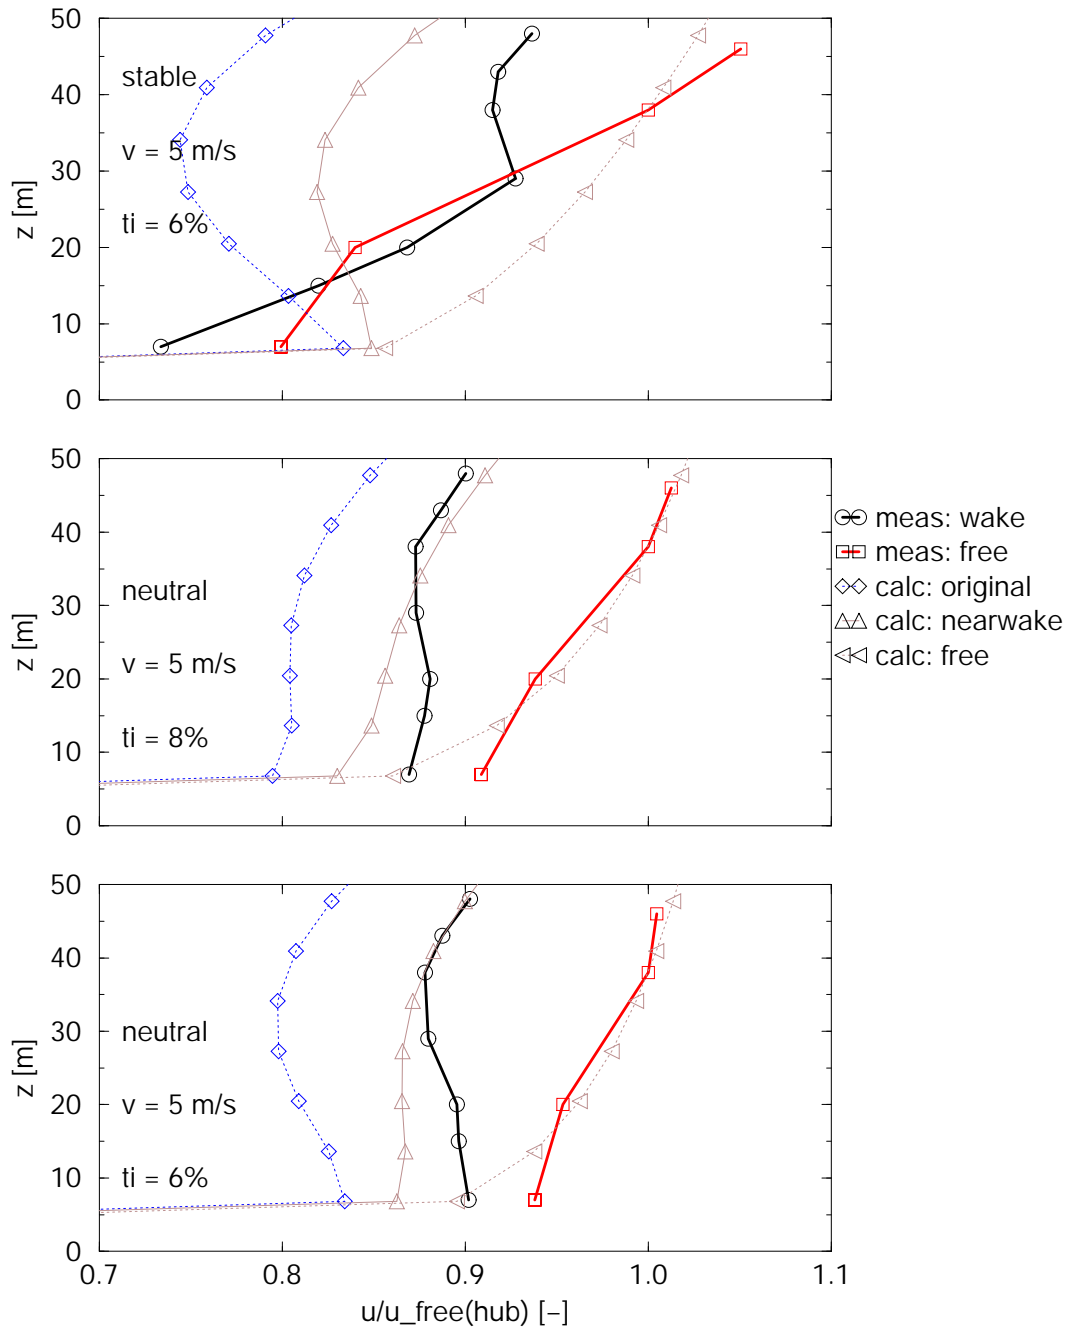 50
40
30
20
10
0
z [m]
stable
v = 5 m/s
ti = 6%
50
40
30
20
10
0
z [m]
neutral
v = 5 m/s
ti = 8%
meas: wake
meas: free
calc: original
calc: nearwake
calc: free
50
40
30
20
10
0
z [m]
neutral
v = 5 m/s
ti = 6%
0.7 0.8 0.9 1.0 1.1
u/u_free(hub) [−]